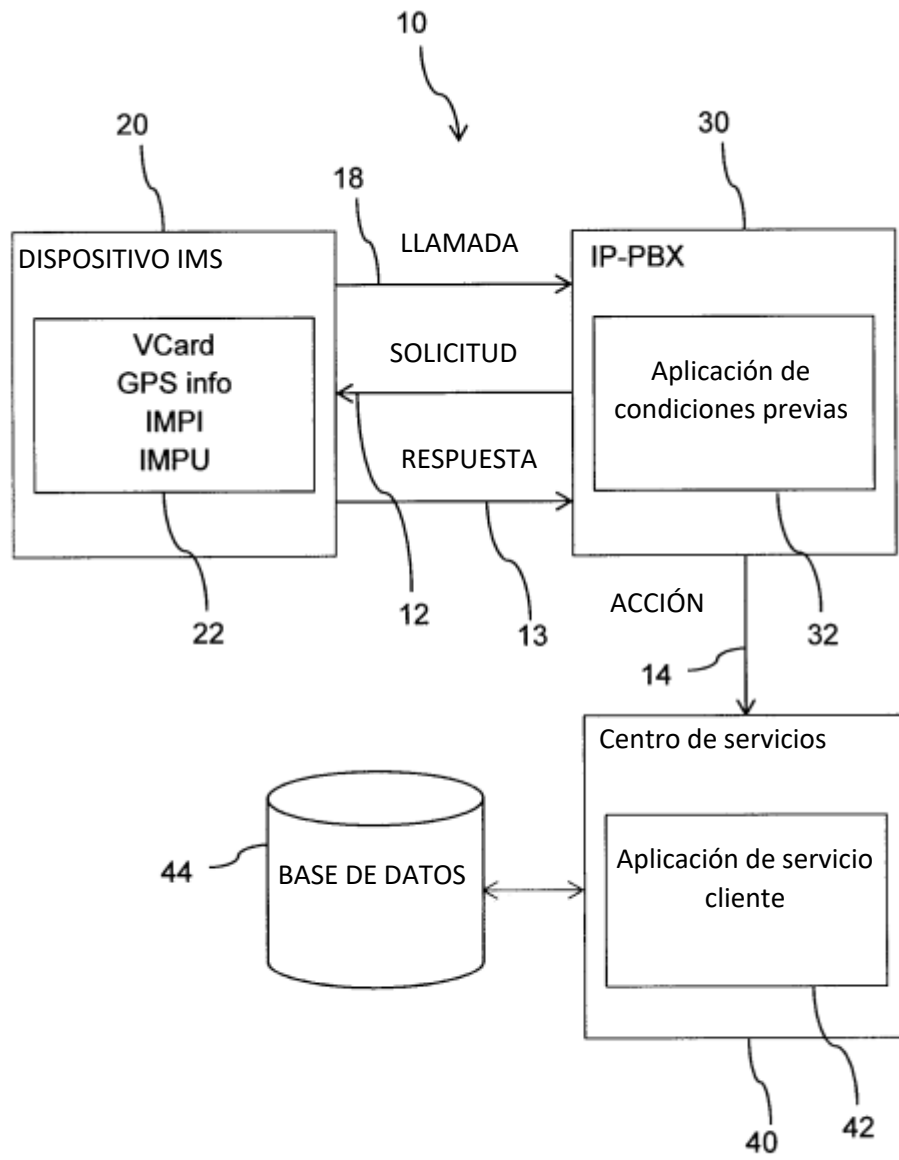 10
20
30
18
LLAMADA
DISPOSITIVO IMS
IP-PBX
VCard
GPS info
IMPI
IMPU
SOLICITUD
Aplicación de
condiciones previas
RESPUESTA
22
12
13
ACCIÓN
32
14
Centro de servicios
44
BASE DE DATOS
Aplicación de servicio
cliente
40
42